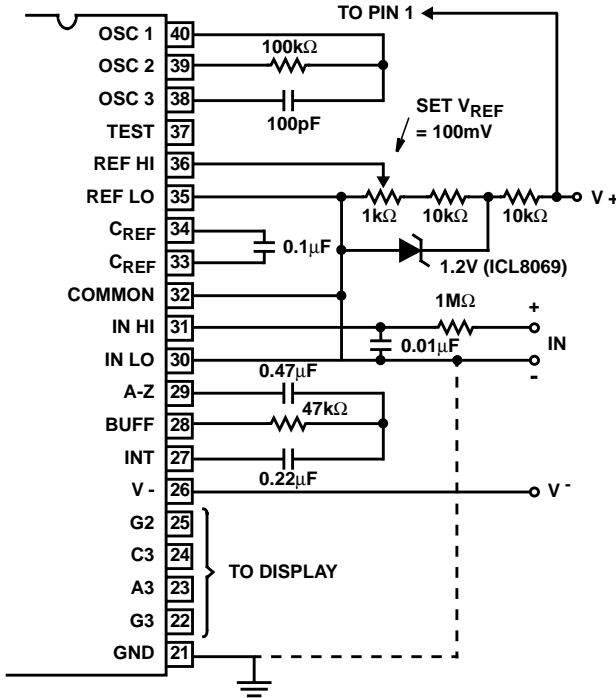 TO PIN 1
OSC 1 40
100kΩ
OSC 2 39
OSC 3 38
100pF
TEST 37
SET VREF
= 100mV
REF HI 36
REF LO 35
1kΩ 10kΩ 10kΩ
V +
CREF 34
0.1µF
CREF 33
1.2V (ICL8069)
COMMON 32
1MΩ
+
IN HI 31
0.01µF
IN
IN LO 30
-
0.47µF
A-Z 29
47kΩ
BUFF 28
INT 27
0.22µF
V - 26
V -
G2 25
C3 24
TO DISPLAY
A3 23
G3 22
GND 21